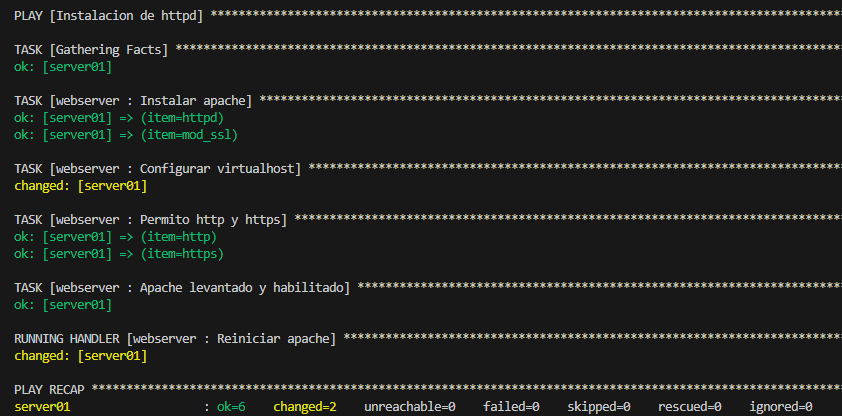 PLAY [Instalacion de httpd] ******************************************************************************************
TASK [Gathering Facts] ***********************************************************************************************
ok: [server01]
TASK [webserver : Instalar apache] ***********************************************************************************
ok: [server01] => (item=httpd)
ok: [server01] => (item=mod_ssl)
TASK [webserver : Configurar virtualhost] ****************************************************************************
changed: [server01]
TASK [webserver : Permito http y https] ******************************************************************************
ok: [server01] => (item=http)
ok: [server01] => (item=https)
TASK [webserver : Apache levantado y habilitado] *********************************************************************
ok: [server01]
RUNNING HANDLER [webserver : Reiniciar apache] ***********************************************************************
changed: [server01]
PLAY RECAP ***********************************************************************************************************
server01                   : ok=6    changed=2    unreachable=0    failed=0    skipped=0    rescued=0    ignored=0